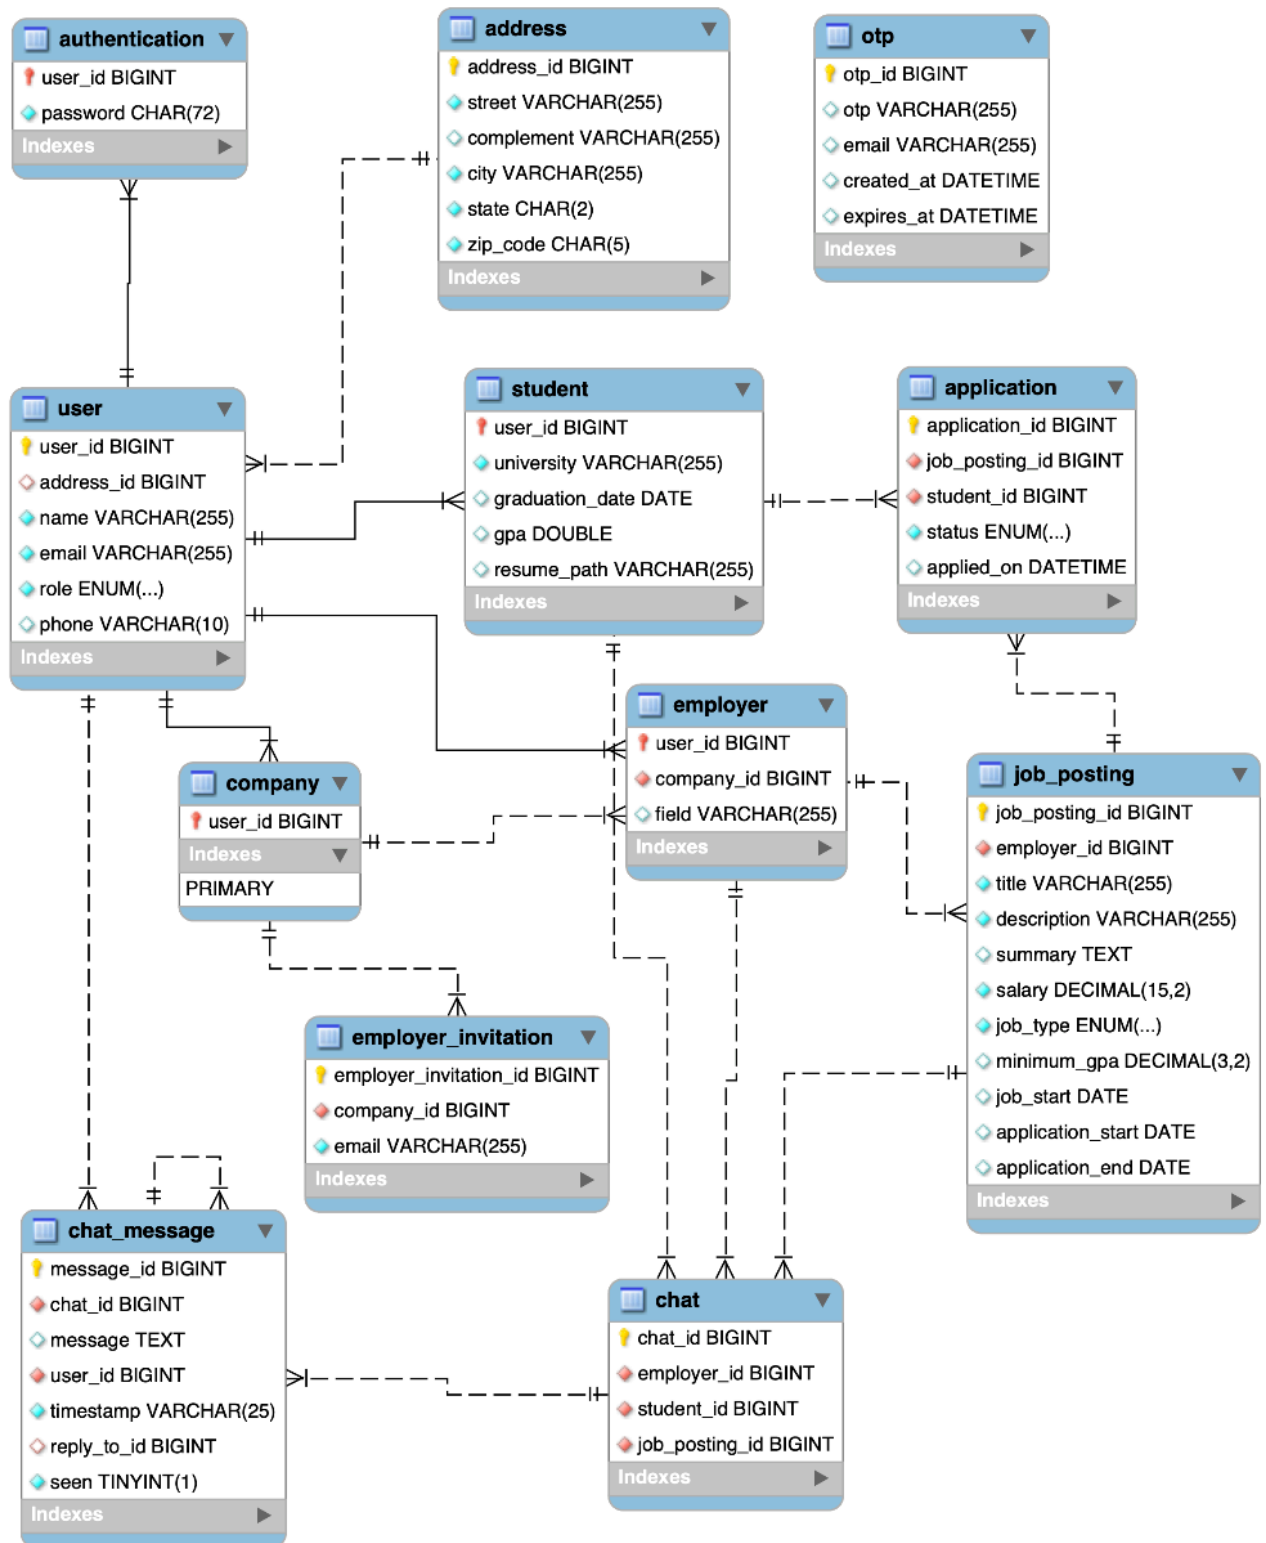 authentication
user_id BIGINT
password CHAR(72)
Indexes
address
address_id BIGINT
street VARCHAR(255)
complement VARCHAR(255)
city VARCHAR(255)
state CHAR(2)
zip_code CHAR(5)
Indexes
otp
otp_id BIGINT
otp VARCHAR(255)
email VARCHAR(255)
created_at DATETIME
expires_at DATETIME
Indexes
user
user_id BIGINT
address_id BIGINT
name VARCHAR(255)
email VARCHAR(255)
role ENUM(...)
phone VARCHAR(10)
Indexes
student
user_id BIGINT
university VARCHAR(255)
graduation_date DATE
gpa DOUBLE
resume_path VARCHAR(255)
Indexes
application
application_id BIGINT
job_posting_id BIGINT
student_id BIGINT
status ENUM(...)
applied_on DATETIME
Indexes
company
user_id BIGINT
Indexes
PRIMARY
employer
user_id BIGINT
company_id BIGINT
field VARCHAR(255)
Indexes
job_posting
job_posting_id BIGINT
employer_id BIGINT
title VARCHAR(255)
description VARCHAR(255)
summary TEXT
salary DECIMAL(15,2)
job_type ENUM(...)
minimum_gpa DECIMAL(3,2)
job_start DATE
application_start DATE
application_end DATE
Indexes
employer_invitation
employer_invitation_id BIGINT
company_id BIGINT
email VARCHAR(255)
Indexes
chat_message
message_id BIGINT
chat_id BIGINT
message TEXT
user_id BIGINT
timestamp VARCHAR(25)
reply_to_id BIGINT
seen TINYINT(1)
Indexes
chat
chat_id BIGINT
employer_id BIGINT
student_id BIGINT
job_posting_id BIGINT
Indexes